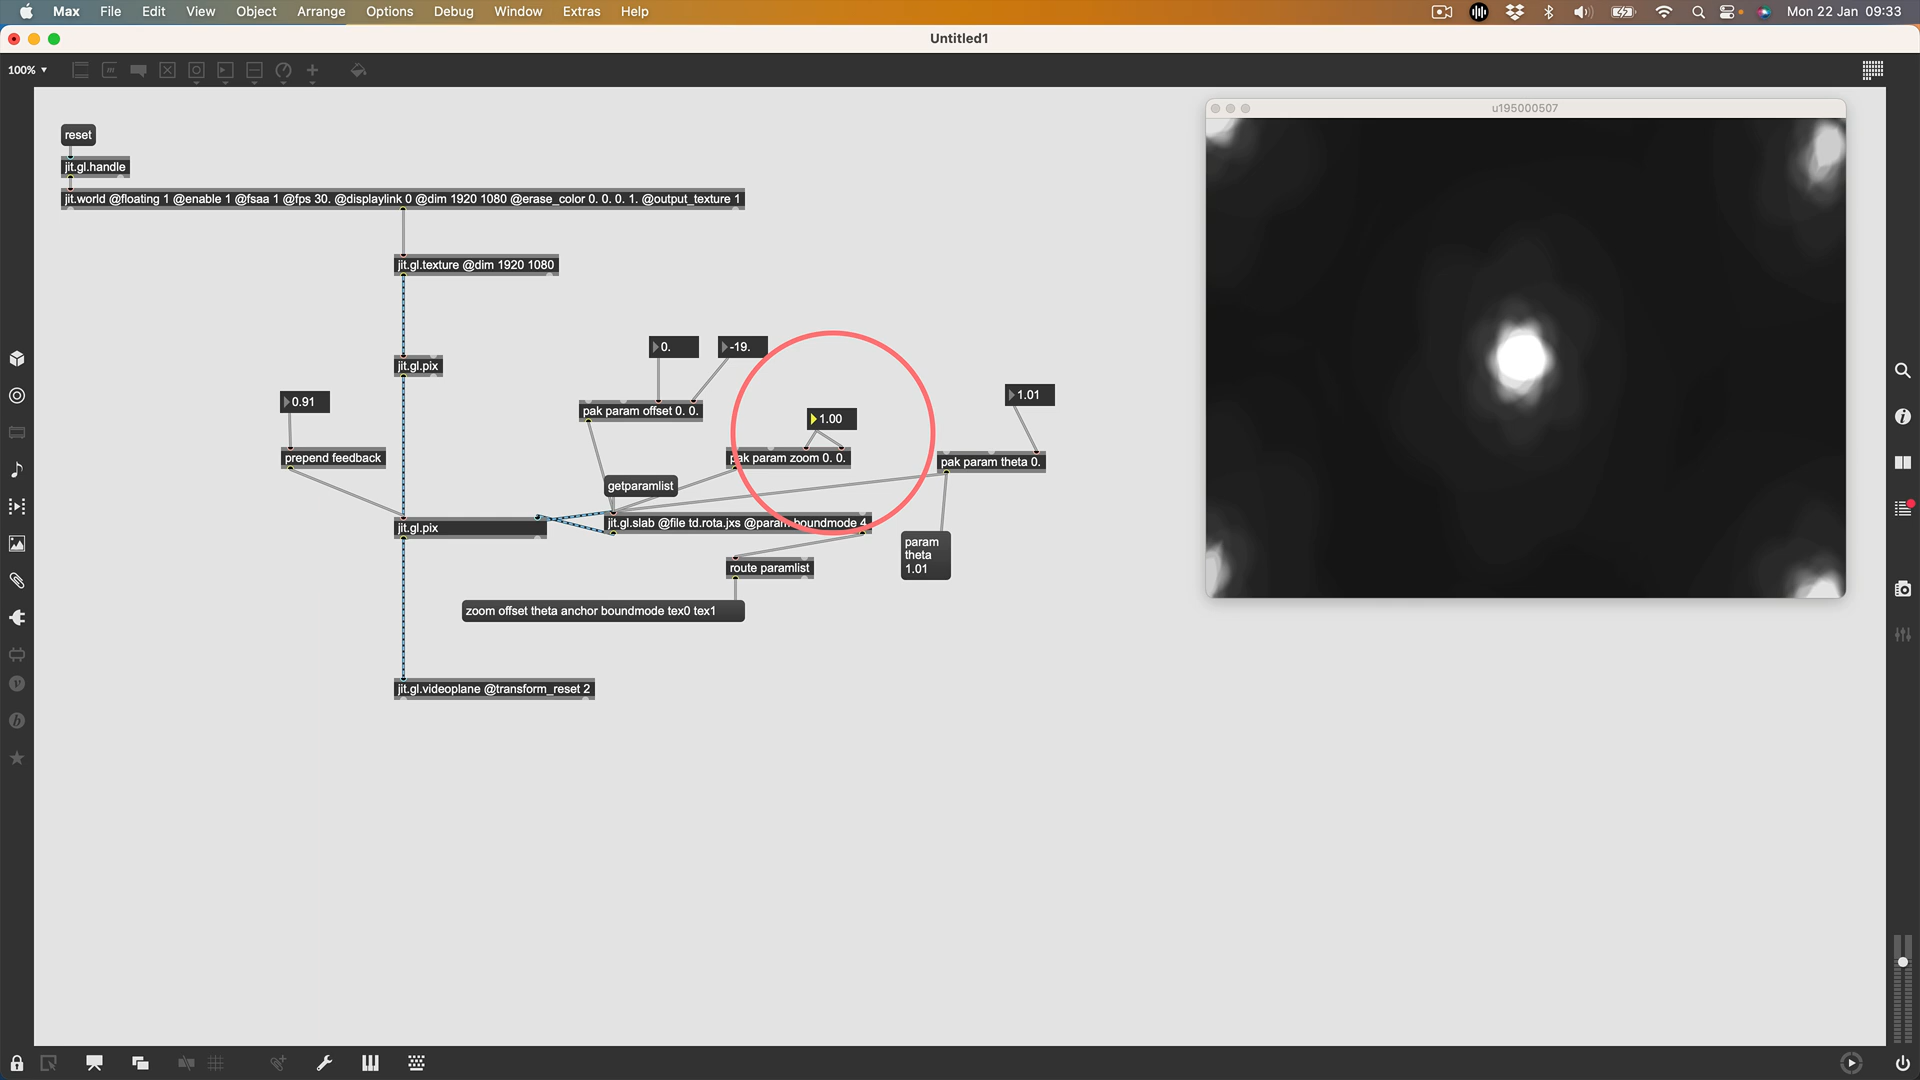 Max File Edit View Object Arrange Options Debug Window Extras Help Mon 22 Jan 09:33
Untitled1
100%
u195000507
reset
jit.gl.handle
jit.world @floating 1 @enable 1 @fsaa 1 @fps 30. @displaylink 0 @dim 1920 1080 @erase_color 0. 0. 0. 1. @output_texture 1
jit.gl.texture @dim 1920 1080
0.
-19.
jit.gl.pix
1.01
0.91
pak param offset 0. 0.
1.00
prepend feedback
pak param zoom 0. 0.
pak param theta 0.
getparamlist
jit.gl.pix
jit.gl.slab @file td.rota.jxs @param boundmode 4
param
theta
1.01
route paramlist
zoom offset theta anchor boundmode tex0 tex1
jit.gl.videoplane @transform_reset 2